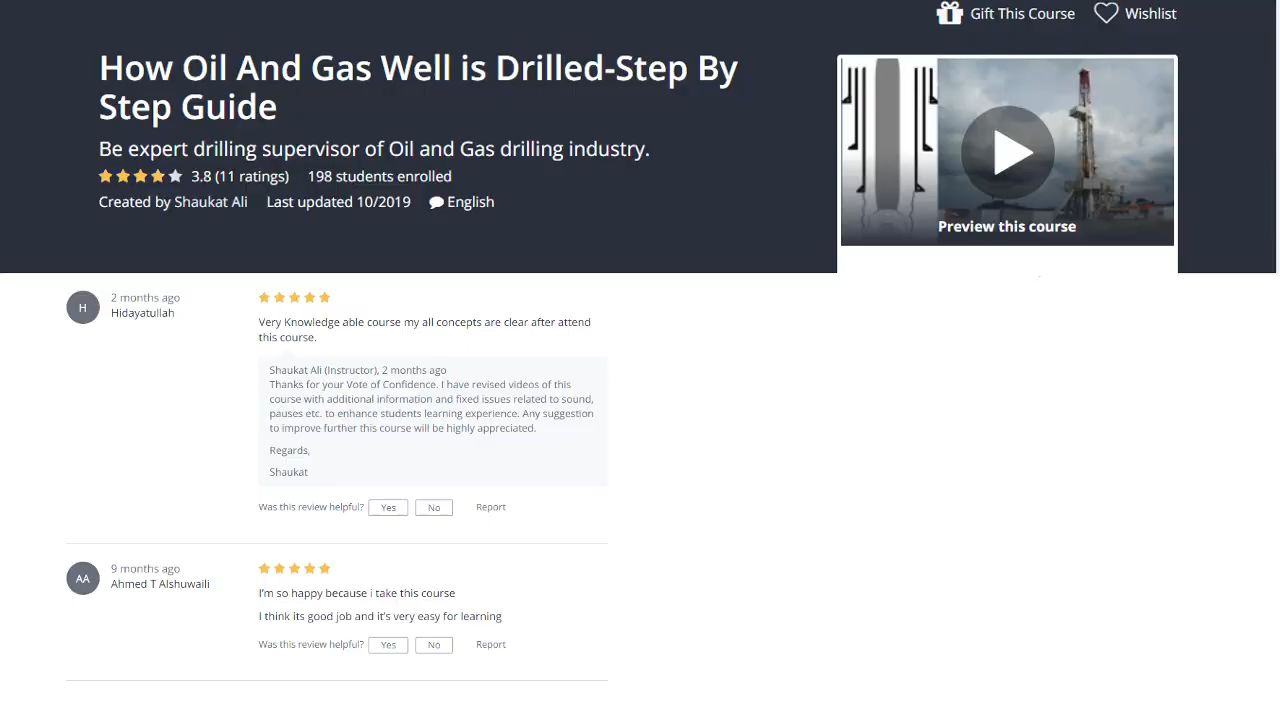 Gift This Course Wishlist
How Oil And Gas Well is Drilled-Step By
Step Guide
Be expert drilling supervisor of Oil and Gas drilling industry.
3.8 (11 ratings) 198 students enrolled
Created by Shaukat Ali Last updated 10/2019 English
Preview this course
H
2 months ago
Hidayatullah
Very Knowledge able course my all concepts are clear after attend
this course.
Shaukat Ali (Instructor), 2 months ago
Thanks for your Vote of Confidence. I have revised videos of this
course with additional information and fixed issues related to sound,
pauses etc. to enhance students learning experience. Any suggestion
to improve further this course will be highly appreciated.
Regards,
Shaukat
Was this review helpful? Yes No Report
AA
9 months ago
Ahmed T Alshuwaili
I'm so happy because i take this course
I think its good job and it's very easy for learning
Was this review helpful? Yes No Report